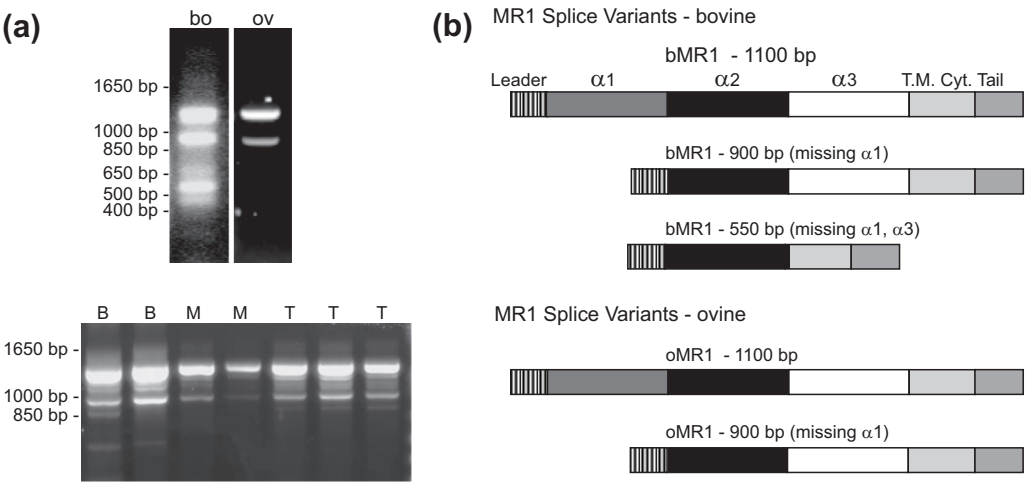 (a)
bo ov
1650 bp -
1000 bp -
850 bp -
650 bp -
500 bp -
400 bp -
B B M M T T T
1650 bp -
1000 bp -
850 bp -
(b)
MR1 Splice Variants - bovine
bMR1 - 1100 bp
Leader α1 α2 α3 T.M. Cyt. Tail
bMR1 - 900 bp (missing α1)
bMR1 - 550 bp (missing α1, α3)
MR1 Splice Variants - ovine
oMR1 - 1100 bp
oMR1 - 900 bp (missing α1)